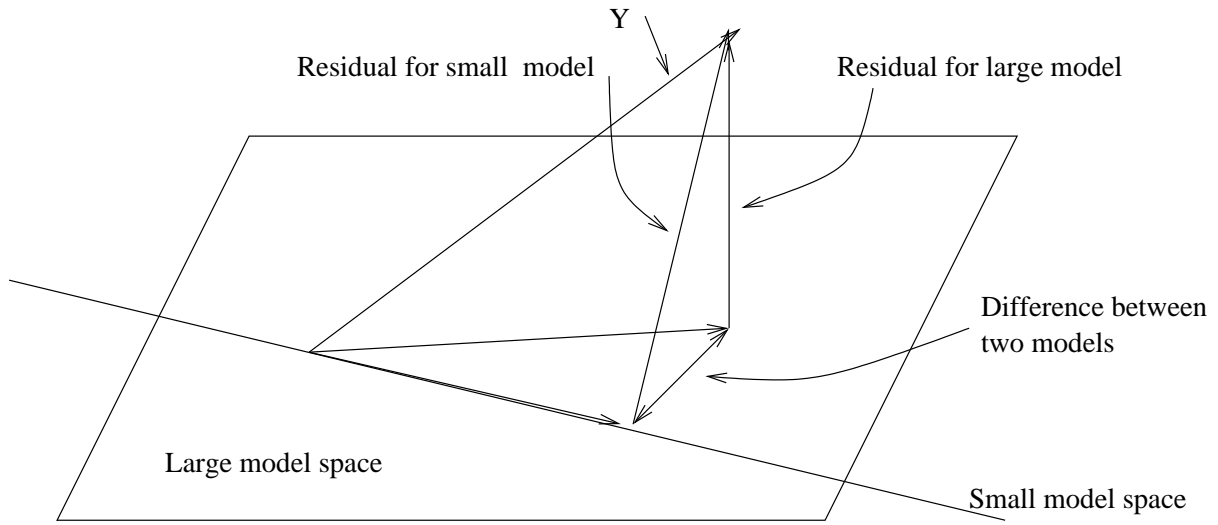 Y
Residual for small model
Residual for large model
Difference between
two models
Large model space
Small model space